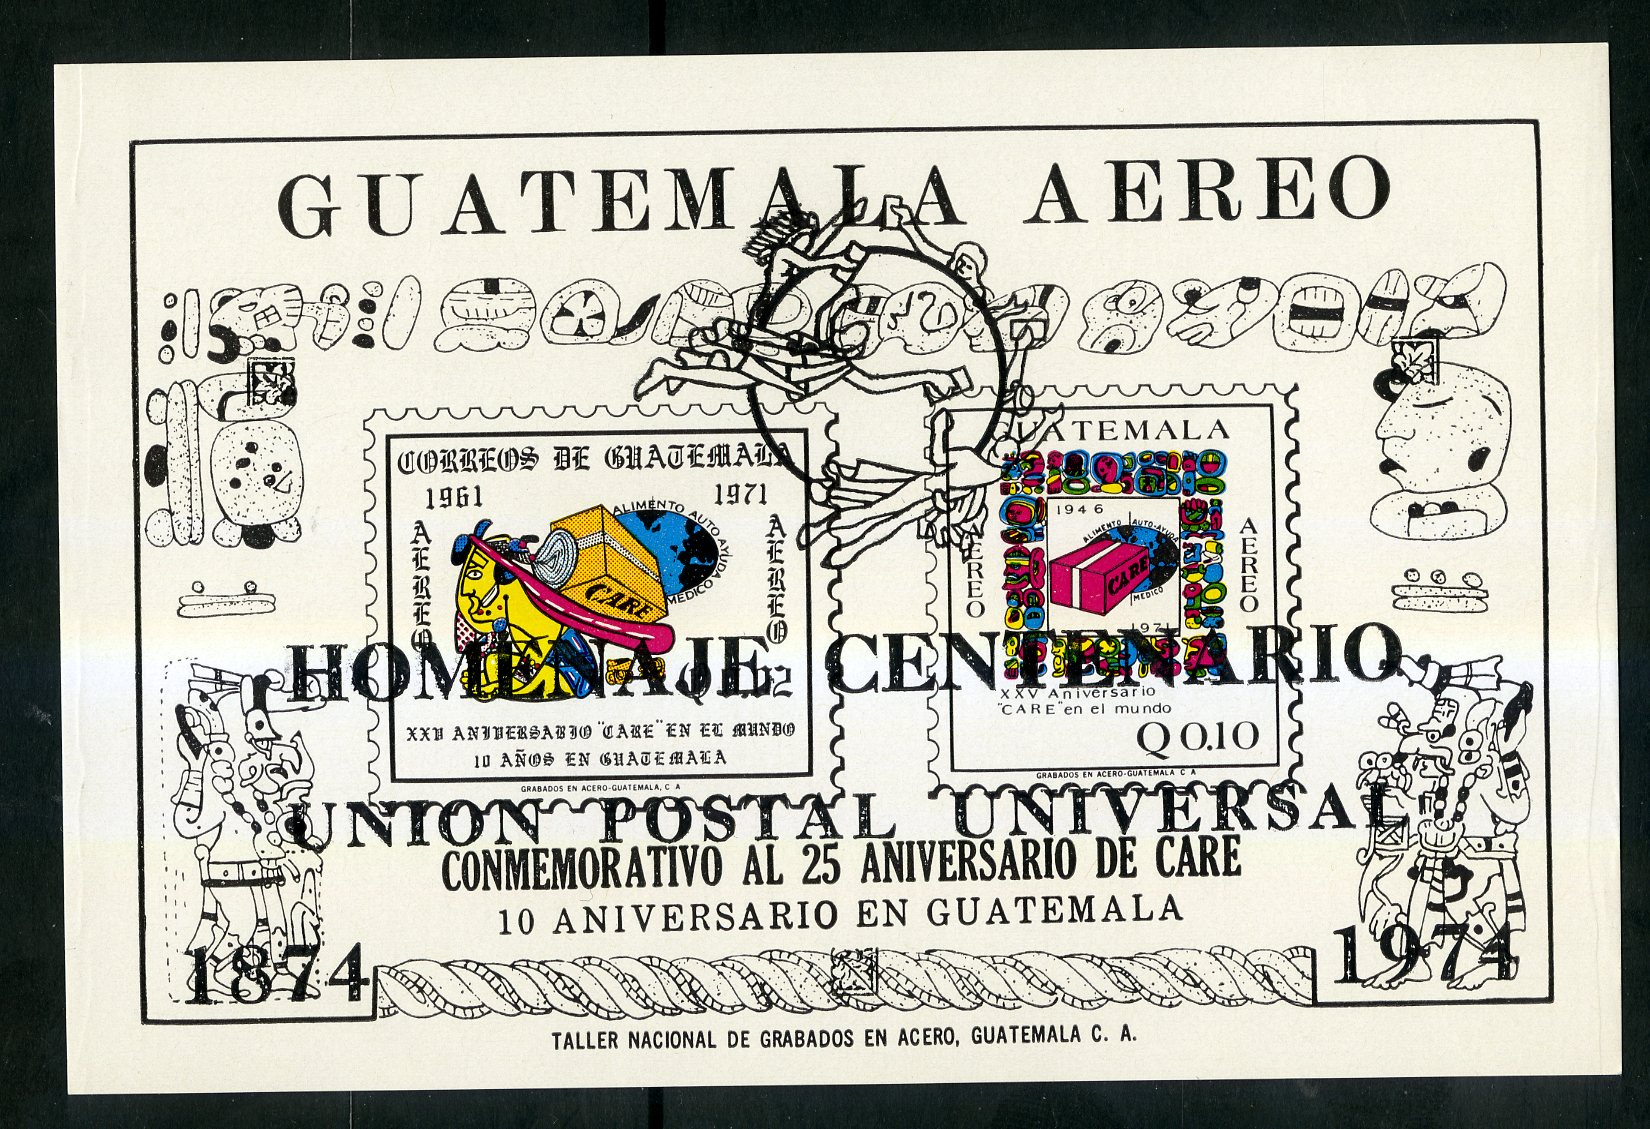 GUATEMALA AEREO
CORREOS DE GUATEMALA
1961 1971
AEREO
AEREO
ALIMENTO AUTO-AYUDA
MEDICO
CARE
XXV ANIVERSARIO "CARE" EN EL MUNDO
10 AÑOS EN GUATEMALA
GRABADOS EN ACERO-GUATEMALA, C A
GUATEMALA
1946
AEREO
AEREO
ALIMENTO AUTO-AYUDA
MEDICO
CARE
1971
XXV Aniversario
"CARE" en el mundo
Q 0.10
GRABADOS EN ACERO-GUATEMALA C A
HOMENAJE CENTENARIO
UNION POSTAL UNIVERSAL
CONMEMORATIVO AL 25 ANIVERSARIO DE CARE
10 ANIVERSARIO EN GUATEMALA
1874 1974
TALLER NACIONAL DE GRABADOS EN ACERO, GUATEMALA C. A.